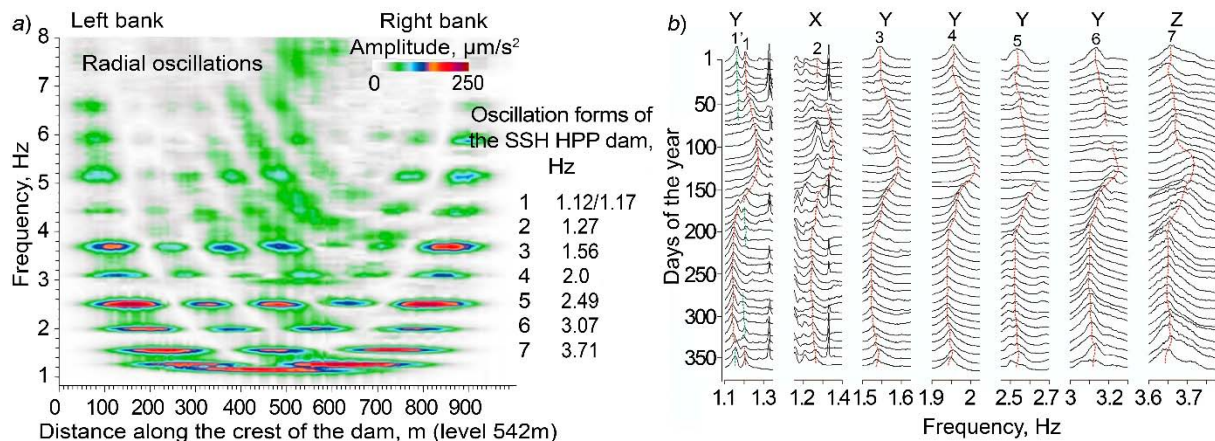 a) Left bank Right bank
Radial oscillations
Amplitude, μm/s²
0 250
Oscillation forms of
the SSH HPP dam,
Hz
1 1.12/1.17
2 1.27
3 1.56
4 2.0
5 2.49
6 3.07
7 3.71
Frequency, Hz
8
7
6
5
4
3
2
1
0 100 200 300 400 500 600 700 800 900
Distance along the crest of the dam, m (level 542m)
b) Y X Y Y Y Y Z
1' 1 2 3 4 5 6 7
Days of the year
1
50
100
150
200
250
300
350
1.1 1.3 1.2 1.4 1.5 1.6 1.9 2 2.5 2.7 3 3.2 3.6 3.7
Frequency, Hz